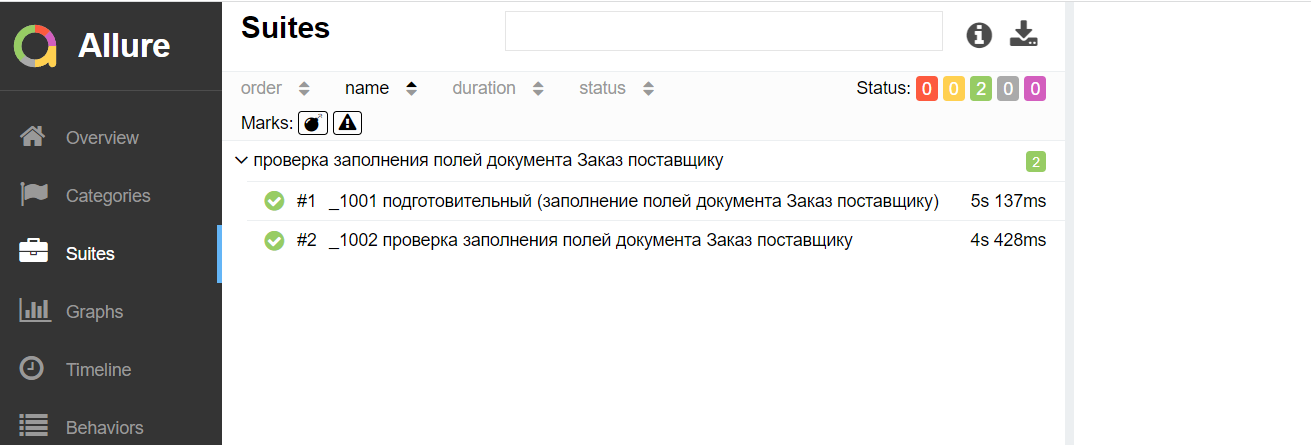 Allure
Overview
Categories
Suites
Graphs
Timeline
Behaviors
Suites
order name duration status Status: 0 0 2 0 0
Marks:
проверка заполнения полей документа Заказ поставщику 2
#1 _1001 подготовительный (заполнение полей документа Заказ поставщику) 5s 137ms
#2 _1002 проверка заполнения полей документа Заказ поставщику 4s 428ms